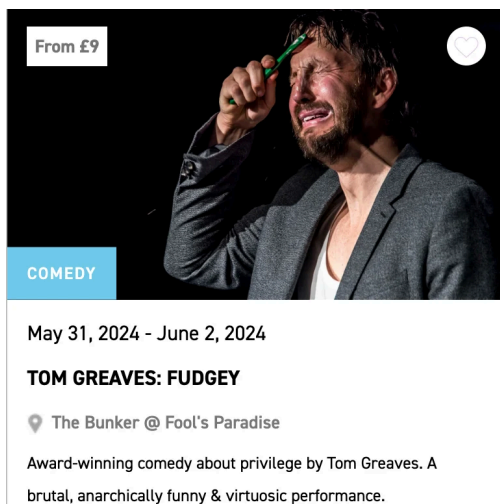 From £9
COMEDY
May 31, 2024 - June 2, 2024
TOM GREAVES: FUDGEY
The Bunker @ Fool's Paradise
Award-winning comedy about privilege by Tom Greaves. A
brutal, anarchically funny & virtuosic performance.